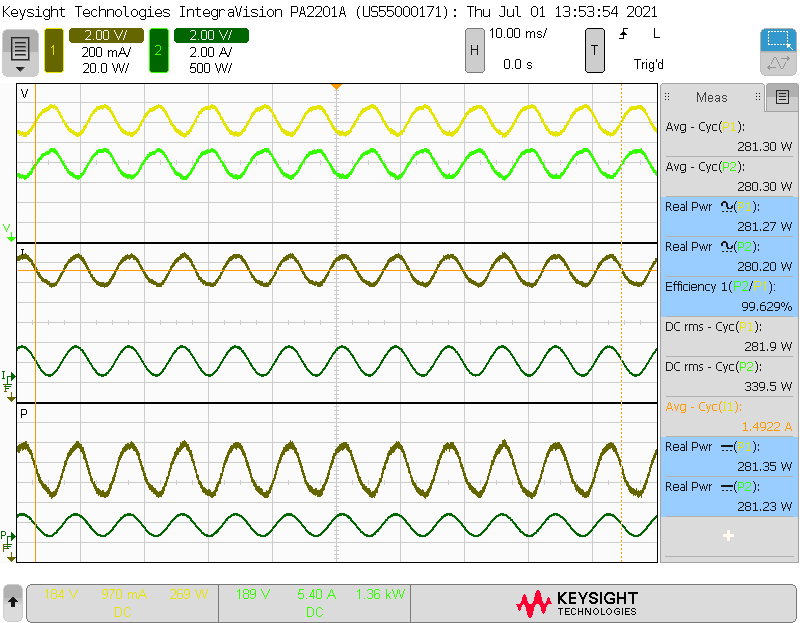 Keysight Technologies IntegraVision PA2201A (US55000171): Thu Jul 01 13:53:54 2021
1
2.00 V/
200 mA/
20.0 W/
2
2.00 V/
2.00 A/
500 W/
H
10.00 ms/
0.0 s
T
L
Trig'd
V
V
I
I
P
P
Meas
Avg - Cyc(P1):
281.30 W
Avg - Cyc(P2):
280.30 W
Real Pwr (P1):
281.27 W
Real Pwr (P2):
280.20 W
Efficiency 1(P2/P1):
99.629%
DC rms - Cyc(P1):
281.9 W
DC rms - Cyc(P2):
339.5 W
Avg - Cyc(I1):
1.4922 A
Real Pwr (P1):
281.35 W
Real Pwr (P2):
281.23 W
184 V 970 mA 269 W
DC
189 V 5.40 A 1.36 kW
DC
KEYSIGHT
TECHNOLOGIES